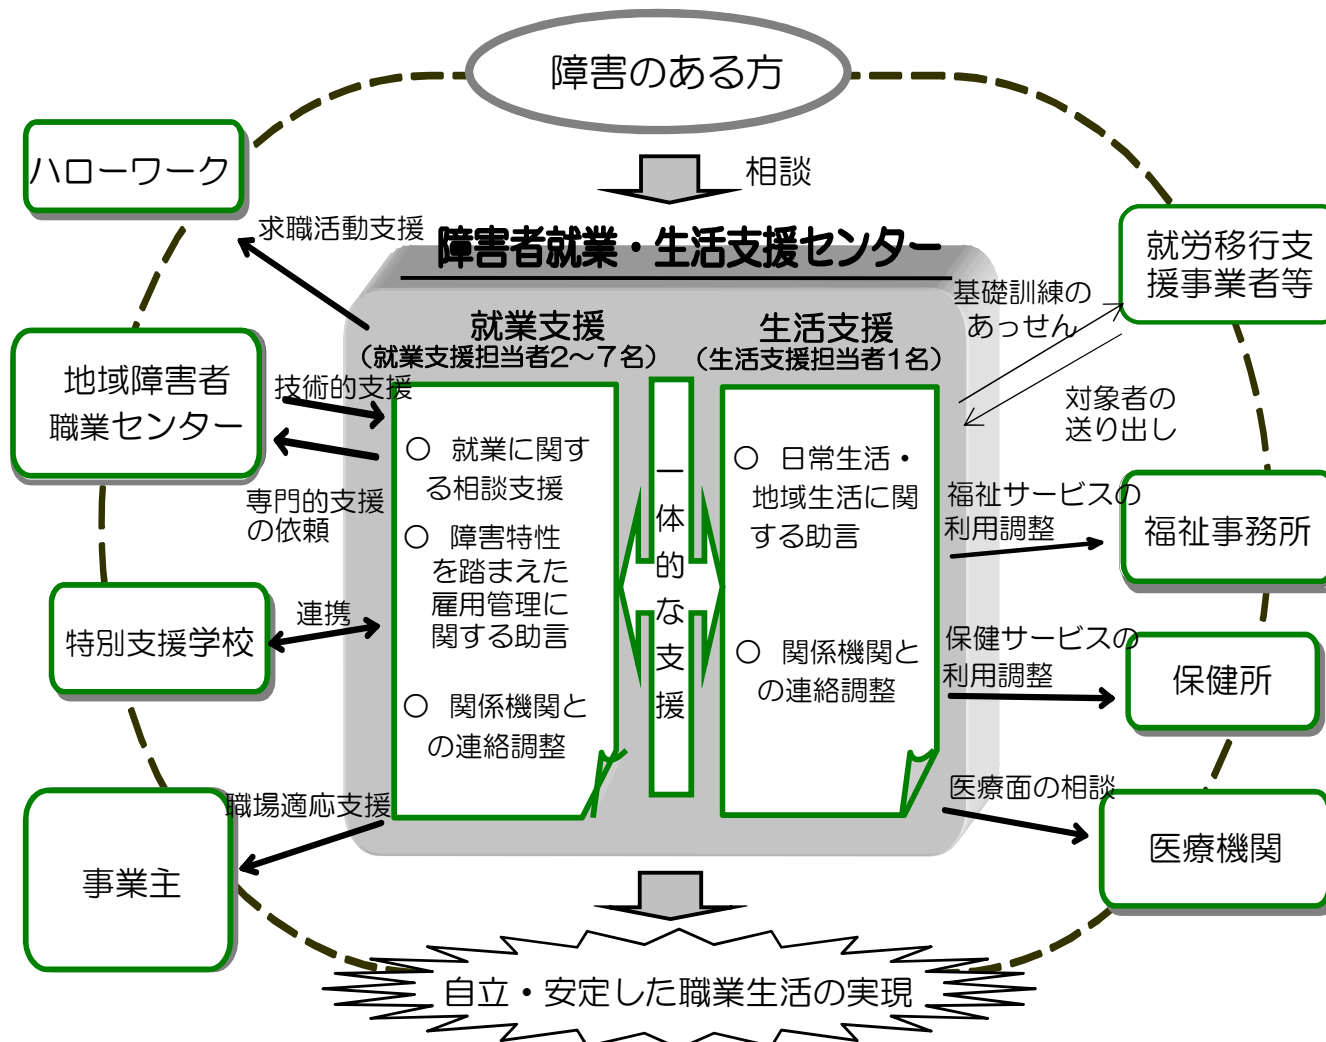 障害のある方
相談
ハローワーク
求職活動支援
障害者就業・生活支援センター
就労移行支
援事業者等
基礎訓練の
あっせん
対象者の
送り出し
就業支援
(就業支援担当者2～7名)
生活支援
(生活支援担当者1名)
地域障害者
職業センター
技術的支援
専門的支援
の依頼
○ 就業に関す
る相談支援
○ 障害特性
を踏まえた
雇用管理に
関する助言
○ 関係機関と
の連絡調整
一体的な支援
○ 日常生活・
地域生活に関
する助言
○ 関係機関と
の連絡調整
福祉サービスの
利用調整
福祉事務所
特別支援学校
連携
保健サービスの
利用調整
保健所
職場適応支援
事業主
医療面の相談
医療機関
自立・安定した職業生活の実現